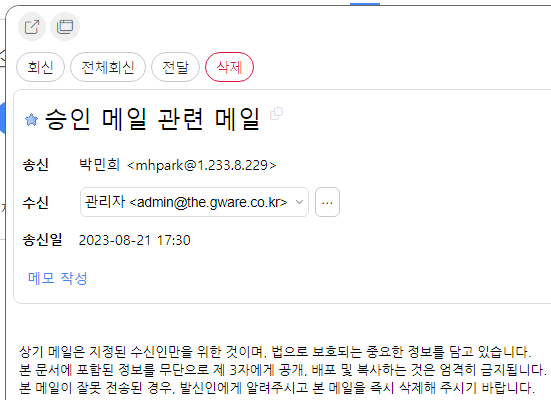 회신 전체회신 전달 삭제
승인 메일 관련 메일
송신 박민희 <mhpark@1.233.8.229>
수신 관리자 <admin@the.gware.co.kr> ...
송신일 2023-08-21 17:30
메모 작성
상기 메일은 지정된 수신인만을 위한 것이며, 법으로 보호되는 중요한 정보를 담고 있습니다.
본 문서에 포함된 정보를 무단으로 제 3자에게 공개, 배포 및 복사하는 것은 엄격히 금지됩니다.
본 메일이 잘못 전송된 경우, 발신인에게 알려주시고 본 메일을 즉시 삭제해 주시기 바랍니다.